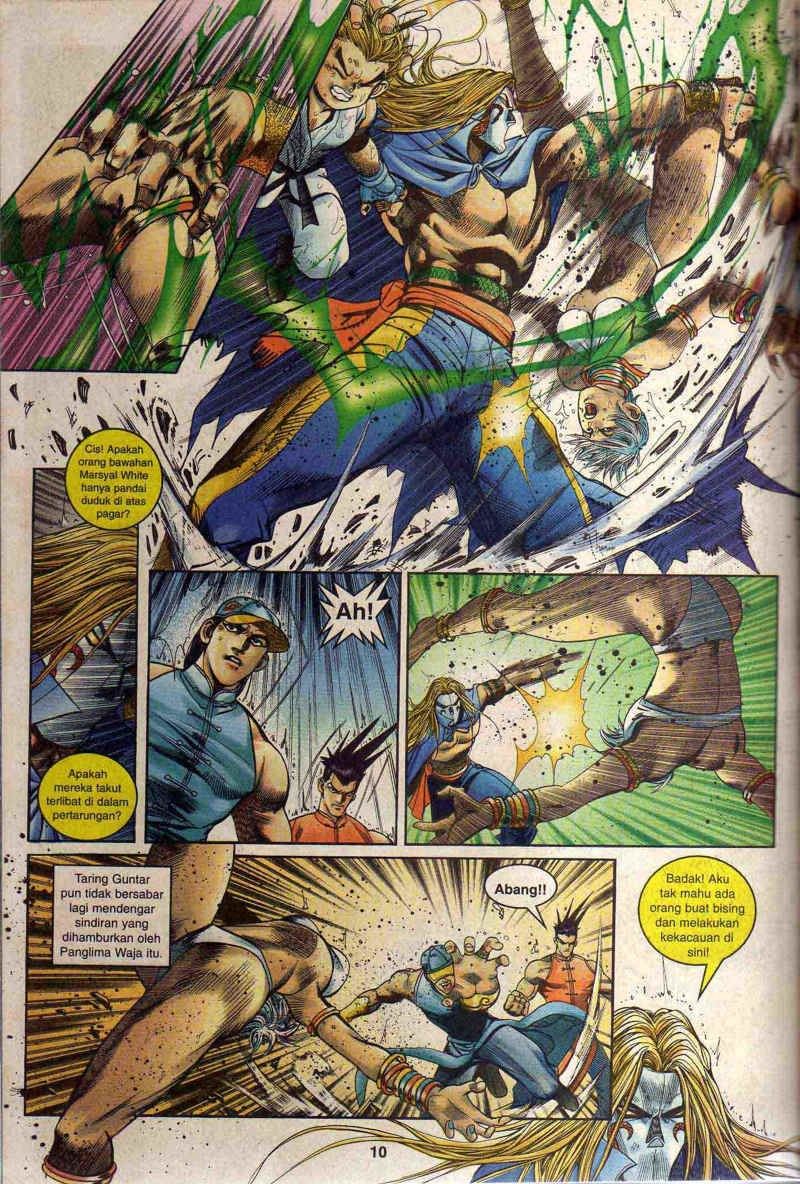 Cis! Apakah
orang bawahan
Marsyal White
hanya pandai
duduk di atas
pagar?
Apakah
mereka takut
terlibat di dalam
pertarungan?
Ah!
Taring Guntar
pun tidak bersabar
lagi mendengar
sindiran yang
dihamburkan oleh
Panglima Waja itu.
Abang!!
Badak! Aku
tak mahu ada
orang buat bising
dan melakukan
kekacauan di
sini!
10